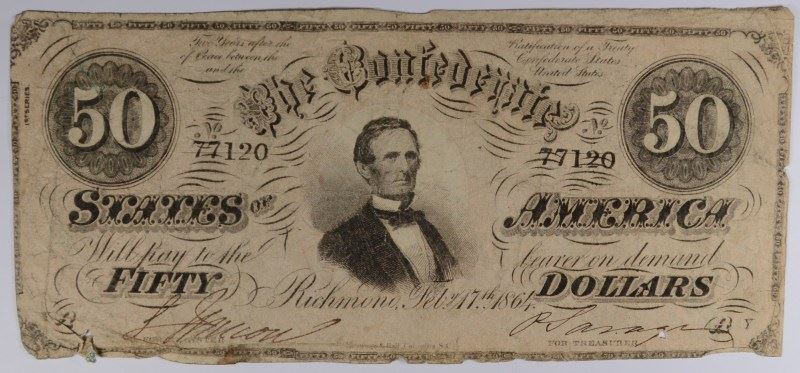 Two Years after the Ratification of a Treaty
of Peace between the Confederate States
and the United States
The Confederate
1st SERIES.
50
50
No 77120
No 77120
STATES OF AMERICA
Will pay to the bearer on demand
FIFTY DOLLARS
Richmond, Feb.y 17th 1864.
FOR TREASURER